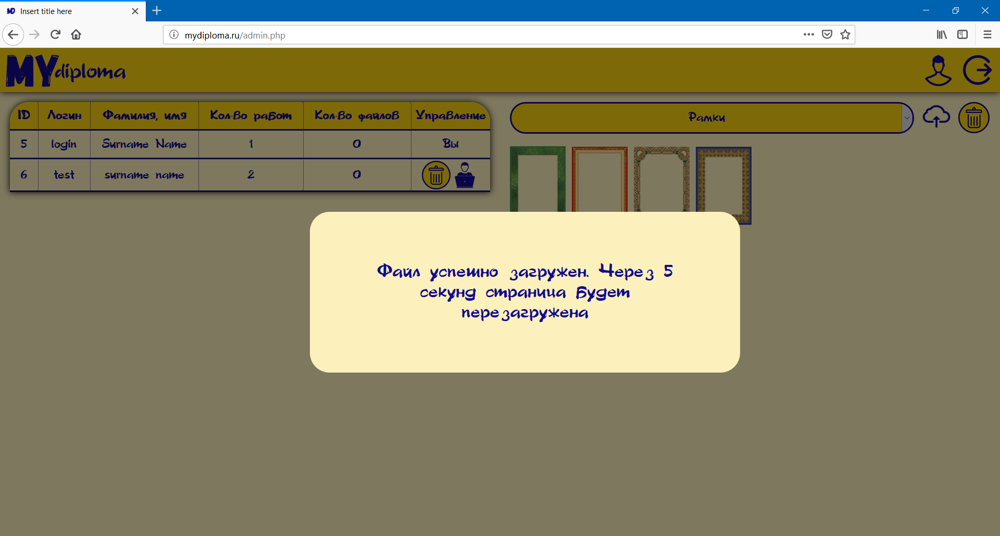 Insert title here
mydiploma.ru/admin.php
MYdiploma
ID Логин Фамилия, имя Кол-во работ Кол-во файлов Управление
5 login Surname Name 1 0 Вы
6 test surname name 2 0
Рамки
Файл успешно загружен. Через 5
секунд страница будет
перезагружена